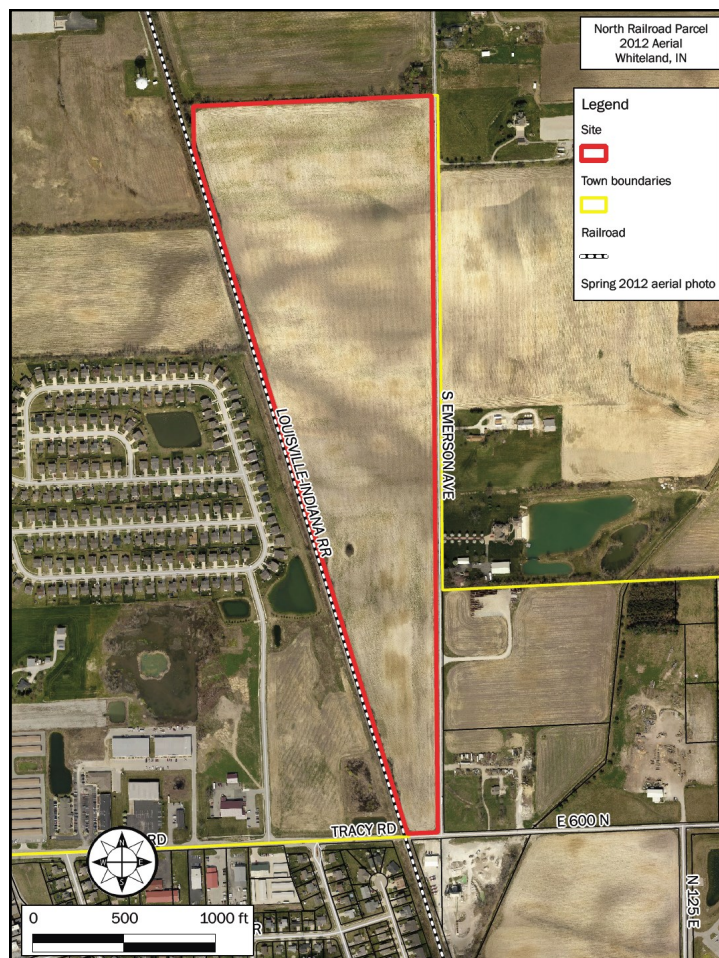 North Railroad Parcel
2012 Aerial
Whiteland, IN
Legend
Site
Town boundaries
Railroad
Spring 2012 aerial photo
S EMERSON AVE
LOUISVILLE-INDIANA RR
TRACY RD
E 600 N
RD
N 125 E
R
N
E
S
W
0 500 1000 ft